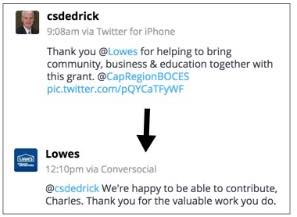 csdedrick
9:08am via Twitter for iPhone
Thank you @Lowes for helping to bring
community, business & education together with
this grant. @CapRegionBOCES
pic.twitter.com/pQYCaTFyWF
LOWE'S
Lowes
12:10pm via Conversocial
@csdedrick We're happy to be able to contribute,
Charles. Thank you for the valuable work you do.